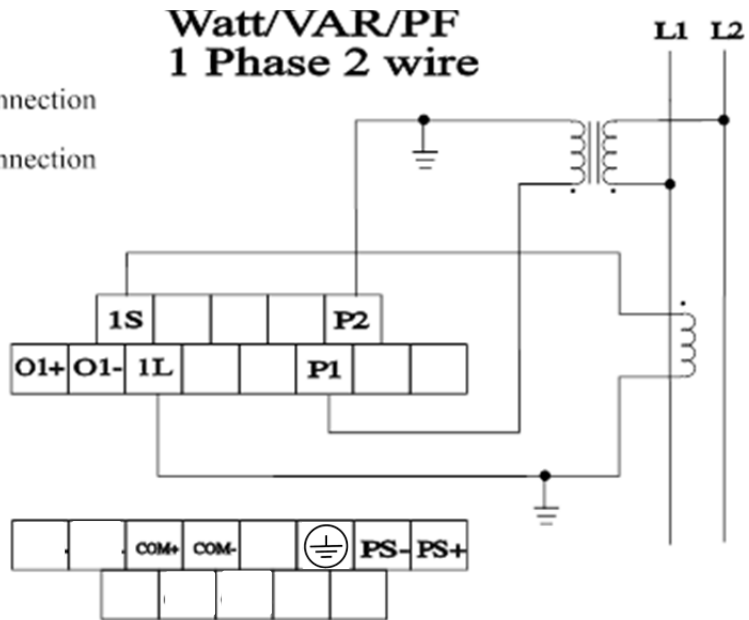 Watt/VAR/PF
1 Phase 2 wire
L1 L2
nnection
nnection
1S P2
O1+ O1- 1L P1
COM+ COM- PS- PS+